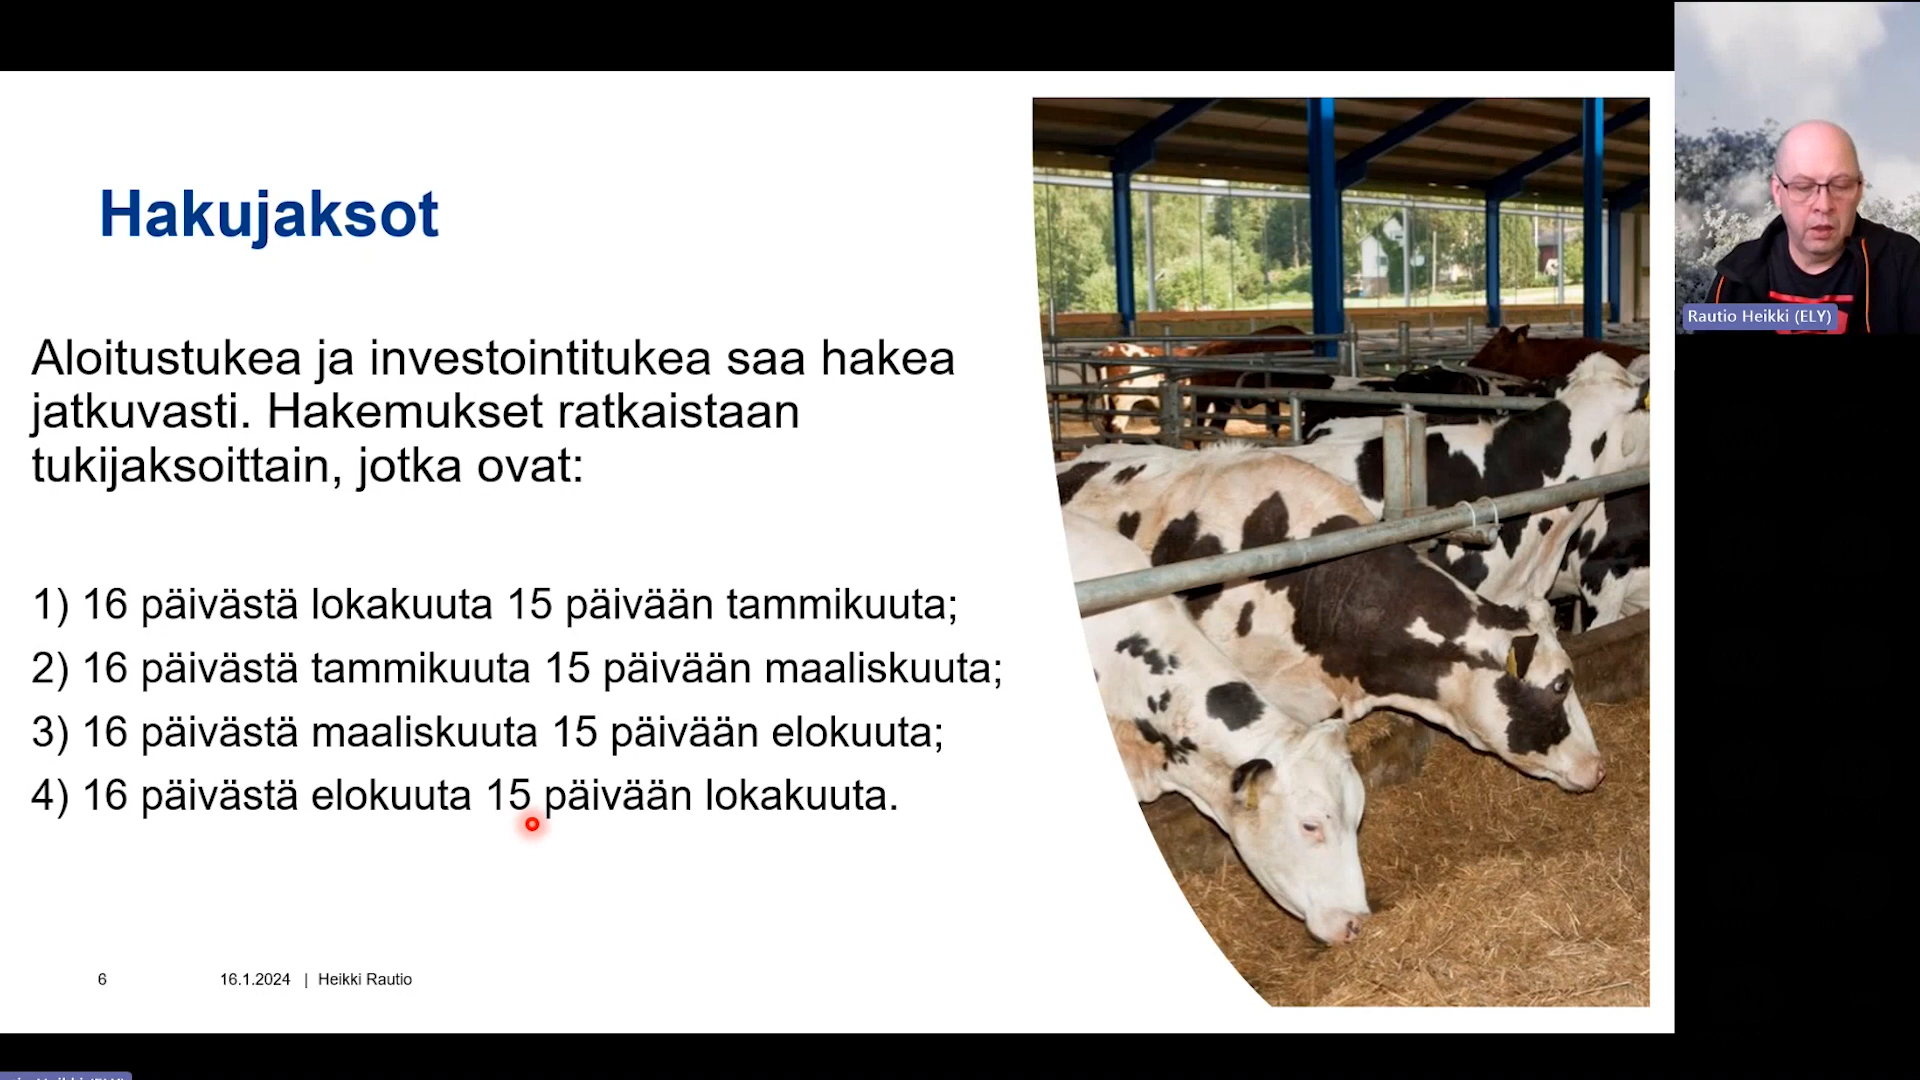 Hakujaksot
Aloitustukea ja investointitukea saa hakea
jatkuvasti. Hakemukset ratkaistaan
tukijaksoittain, jotka ovat:
1) 16 päivästä lokakuuta 15 päivään tammikuuta;
2) 16 päivästä tammikuuta 15 päivään maaliskuuta;
3) 16 päivästä maaliskuuta 15 päivään elokuuta;
4) 16 päivästä elokuuta 15 päivään lokakuuta.
6
16.1.2024 | Heikki Rautio
Rautio Heikki (ELY)